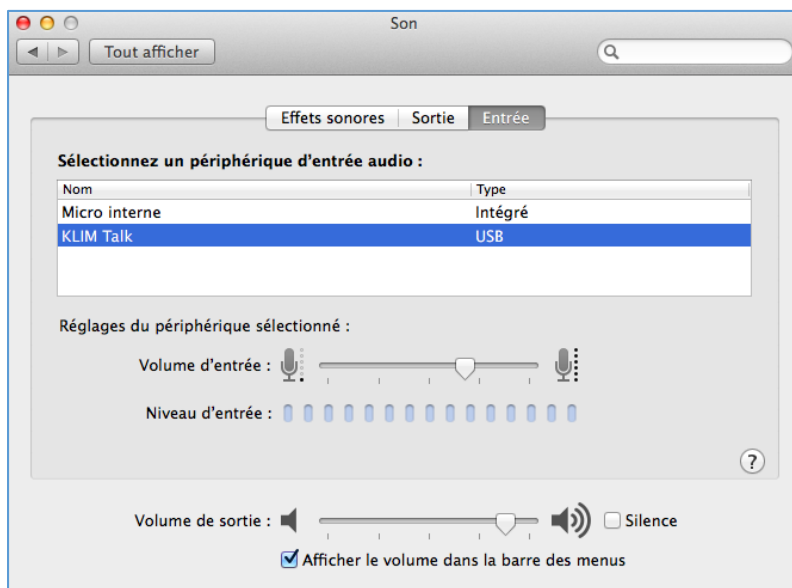 Son
Tout afficher
Effets sonores Sortie Entrée
Sélectionnez un périphérique d'entrée audio :
Nom Type
Micro interne Intégré
KLIM Talk USB
Réglages du périphérique sélectionné :
Volume d'entrée :
Niveau d'entrée :
?
Volume de sortie : Silence
Afficher le volume dans la barre des menus